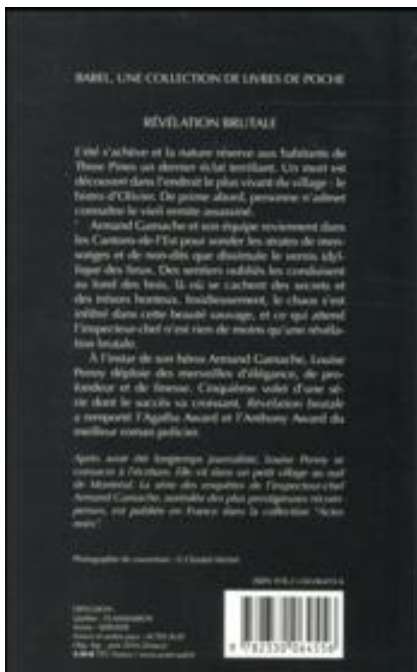 BABEL, UNE COLLECTION DE LIVRES DE POCHE
RÉVÉLATION BRUTALE
L'été s'achève et la nature réserve aux habitants de
Three Pines un dernier éclat terrifiant. Un mort est
découvert dans l'endroit le plus vivant du village : le
bistro d'Olivier. De prime abord, personne n'admet
connaître le vieil ermite assassiné.
Armand Gamache et son équipe reviennent dans
les Cantons-de-l'Est pour sonder les strates de men-
songes et de non-dits que dissimule le vernis idyl-
lique des lieux. Des sentiers oubliés les conduisent
au fond des bois, là où se cachent des secrets et
des trésors honteux. Insidieusement, le chaos s'est
infiltré dans cette beauté sauvage, et ce qui attend
l'inspecteur-chef n'est rien de moins qu'une révéla-
tion brutale.
À l'instar de son héros Armand Gamache, Louise
Penny déploie des merveilles d'élégance, de pro-
fondeur et de finesse. Cinquième volet d'une sé-
rie dont le succès va croissant, Révélation brutale
a remporté l'Agatha Award et l'Anthony Award du
meilleur roman policier.
Après avoir été longtemps journaliste, Louise Penny se
consacre à l'écriture. Elle vit dans un petit village au sud
de Montréal. La série des enquêtes de l'inspecteur-chef
Armand Gamache, auréolée des plus prestigieuses récom-
penses, est publiée en France dans la collection "Actes
noirs".
Photographie de couverture : ©
ISBN
9 782330 064556